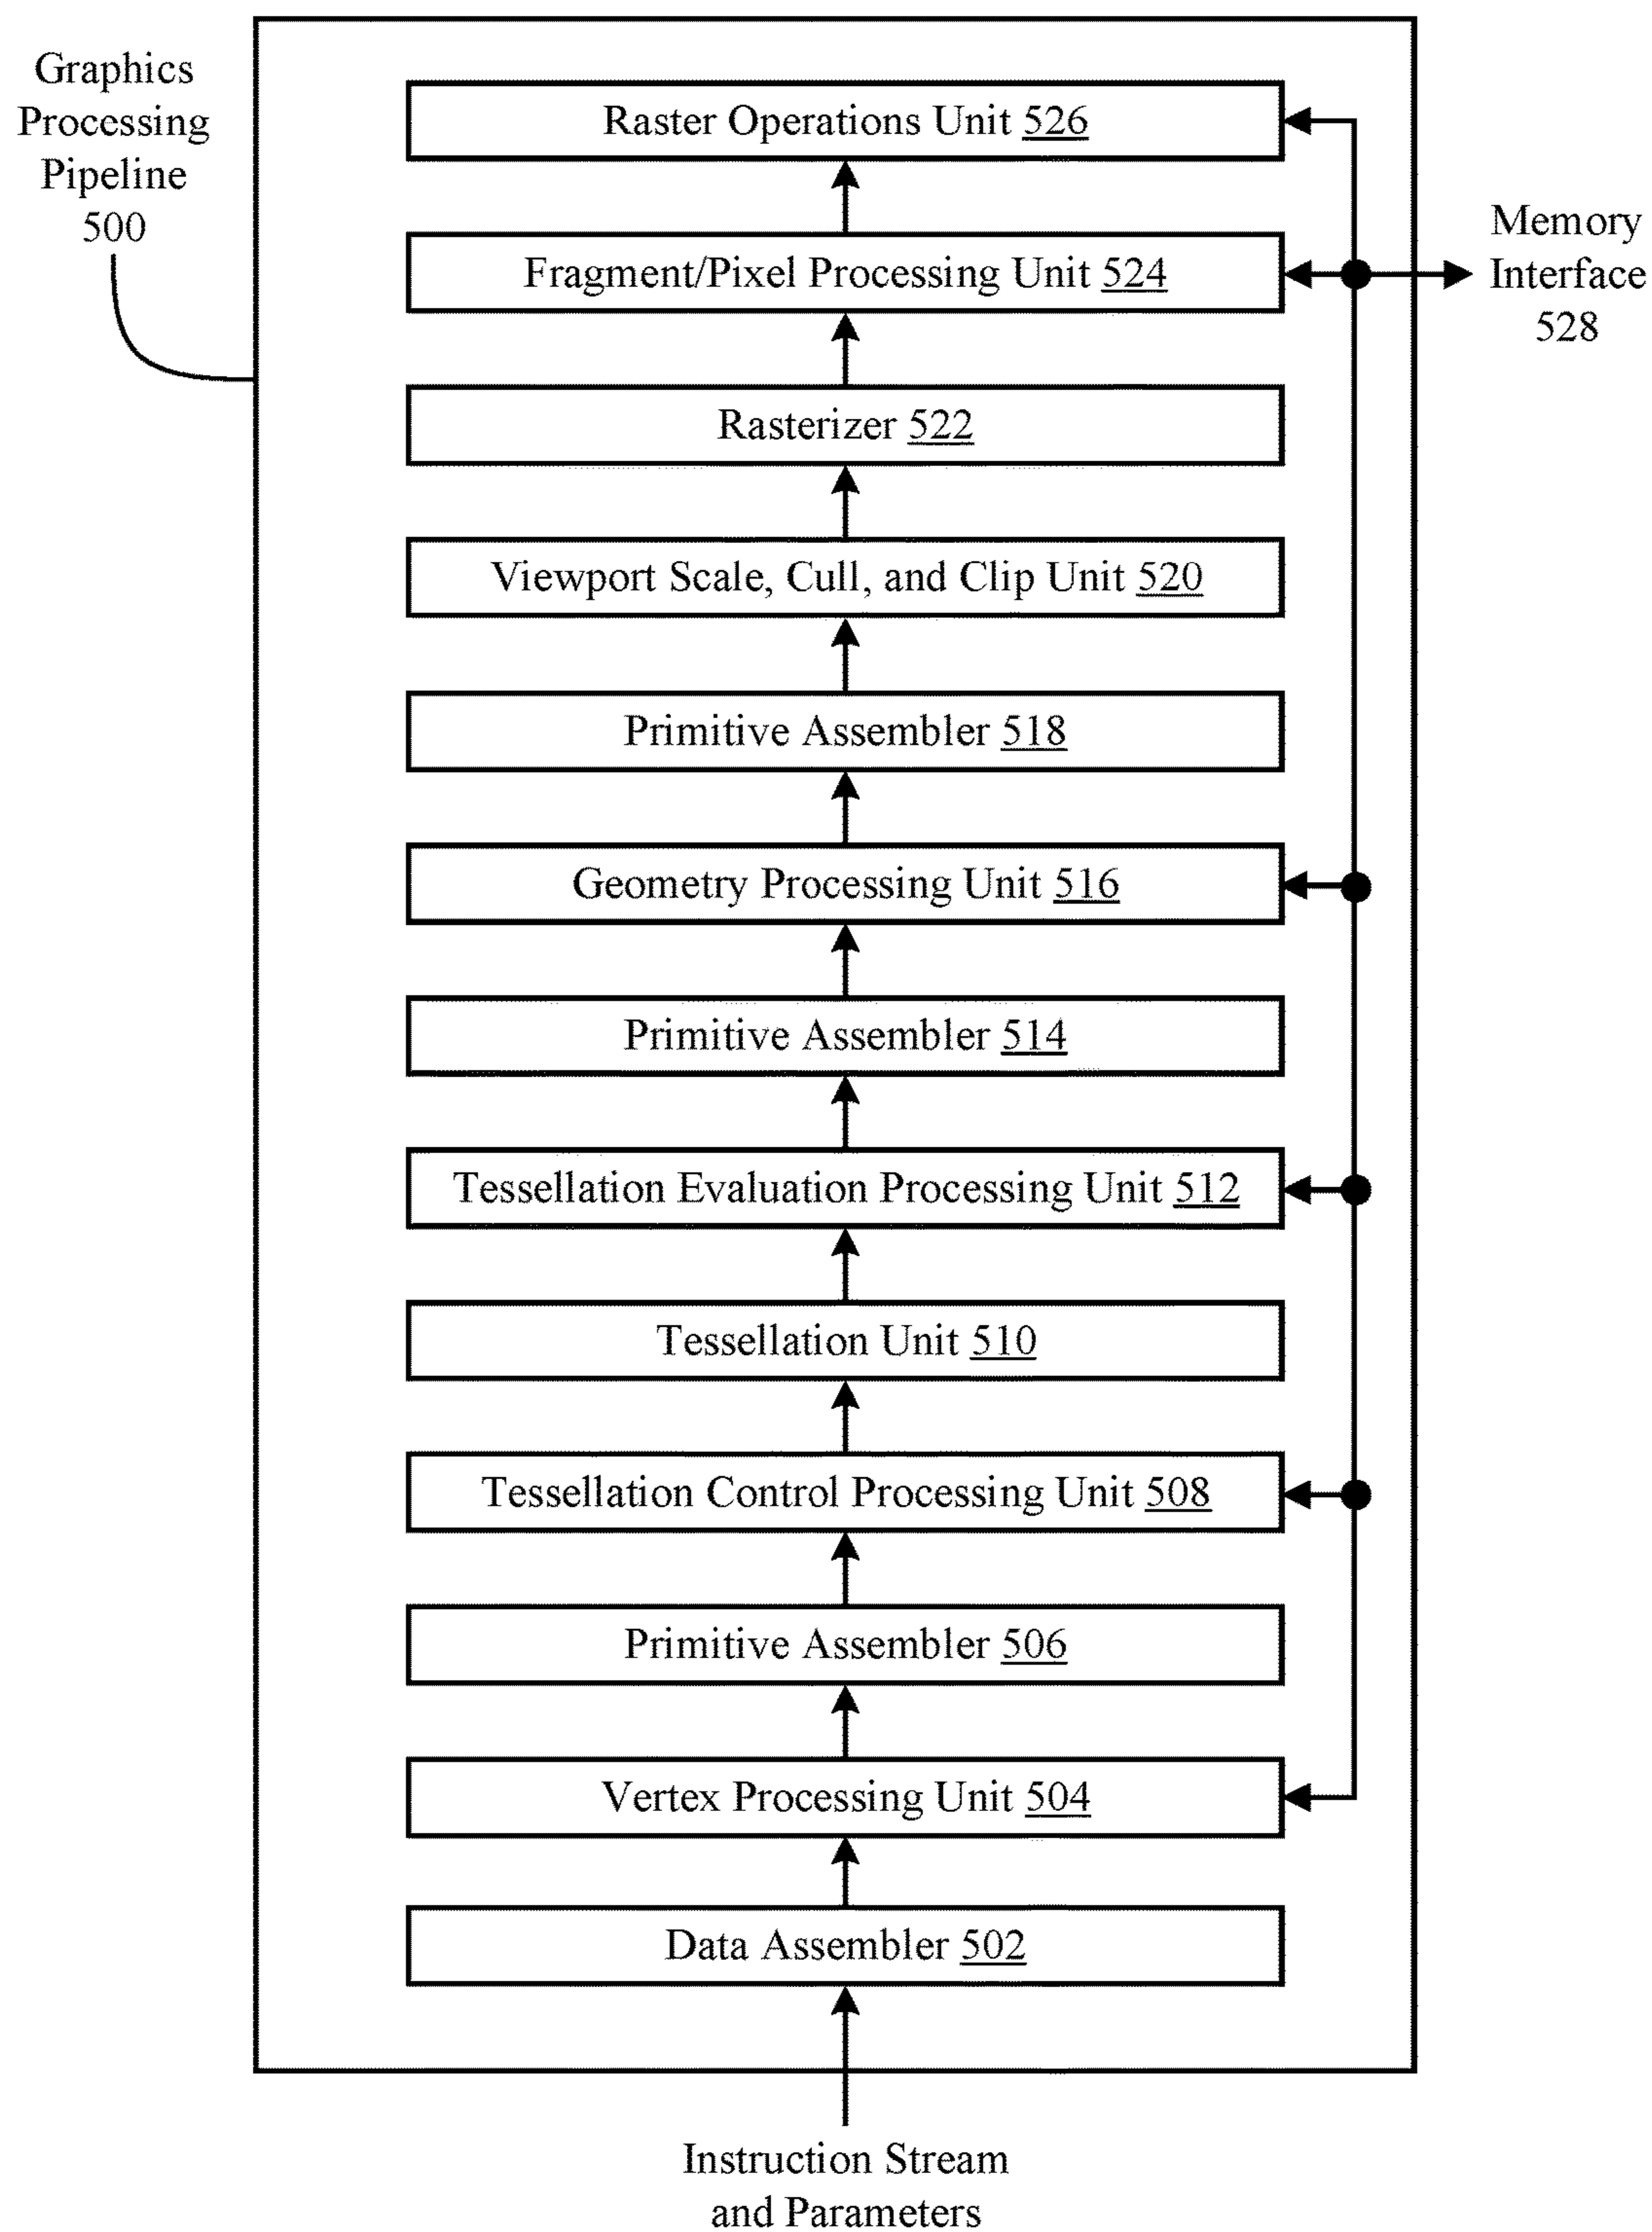 Graphics
Processing
Pipeline
500
Raster Operations Unit 526
Fragment/Pixel Processing Unit 524
Memory
Interface
528
Rasterizer 522
Viewport Scale, Cull, and Clip Unit 520
Primitive Assembler 518
Geometry Processing Unit 516
Primitive Assembler 514
Tessellation Evaluation Processing Unit 512
Tessellation Unit 510
Tessellation Control Processing Unit 508
Primitive Assembler 506
Vertex Processing Unit 504
Data Assembler 502
Instruction Stream
and Parameters